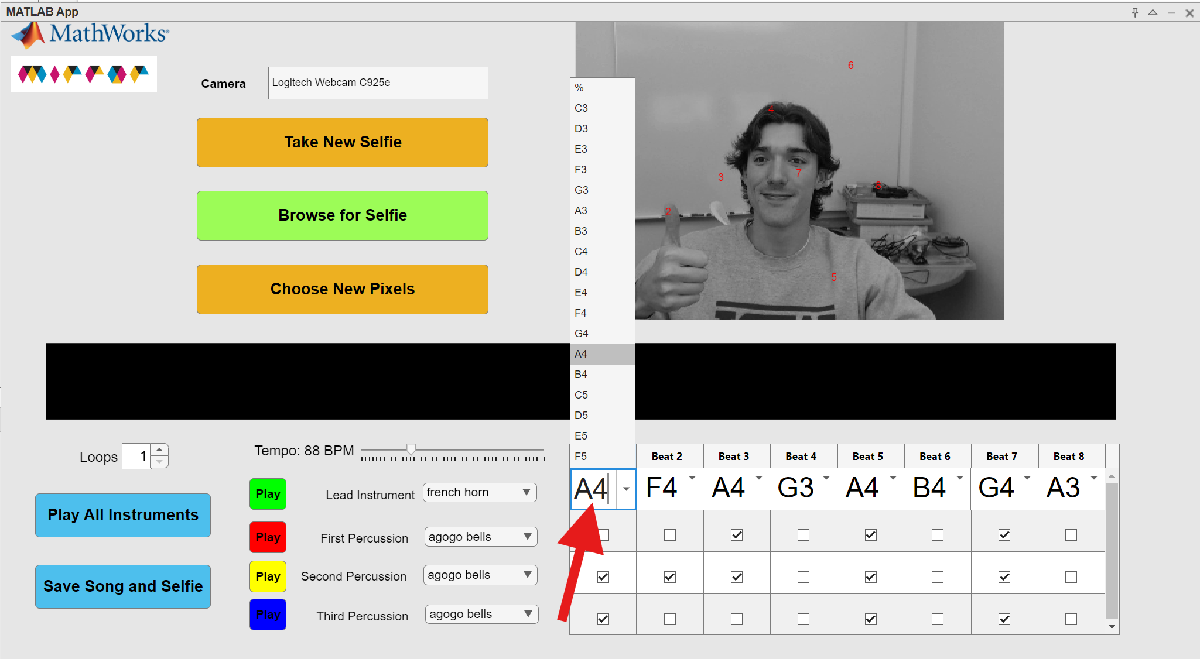 MATLAB App
MathWorks®
Camera
Logitech Webcam C925e
Take New Selfie
Browse for Selfie
Choose New Pixels
%
C3
D3
E3
F3
G3
A3
B3
C4
D4
E4
F4
G4
A4
B4
C5
D5
E5
F5
6
3
7
2
5
Loops 1
Tempo: 88 BPM
Play All Instruments
Save Song and Selfie
Play Lead Instrument french horn
Play First Percussion agogo bells
Play Second Percussion agogo bells
Play Third Percussion agogo bells
Beat 2 Beat 3 Beat 4 Beat 5 Beat 6 Beat 7 Beat 8
A4 F4 A4 G3 A4 B4 G4 A3